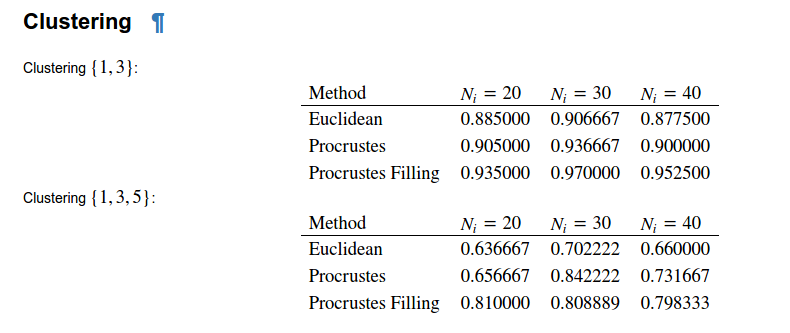 Clustering ¶
Clustering {1, 3}:
Method N_i = 20 N_i = 30 N_i = 40
Euclidean 0.885000 0.906667 0.877500
Procrustes 0.905000 0.936667 0.900000
Procrustes Filling 0.935000 0.970000 0.952500
Clustering {1, 3, 5}:
Method N_i = 20 N_i = 30 N_i = 40
Euclidean 0.636667 0.702222 0.660000
Procrustes 0.656667 0.842222 0.731667
Procrustes Filling 0.810000 0.808889 0.798333